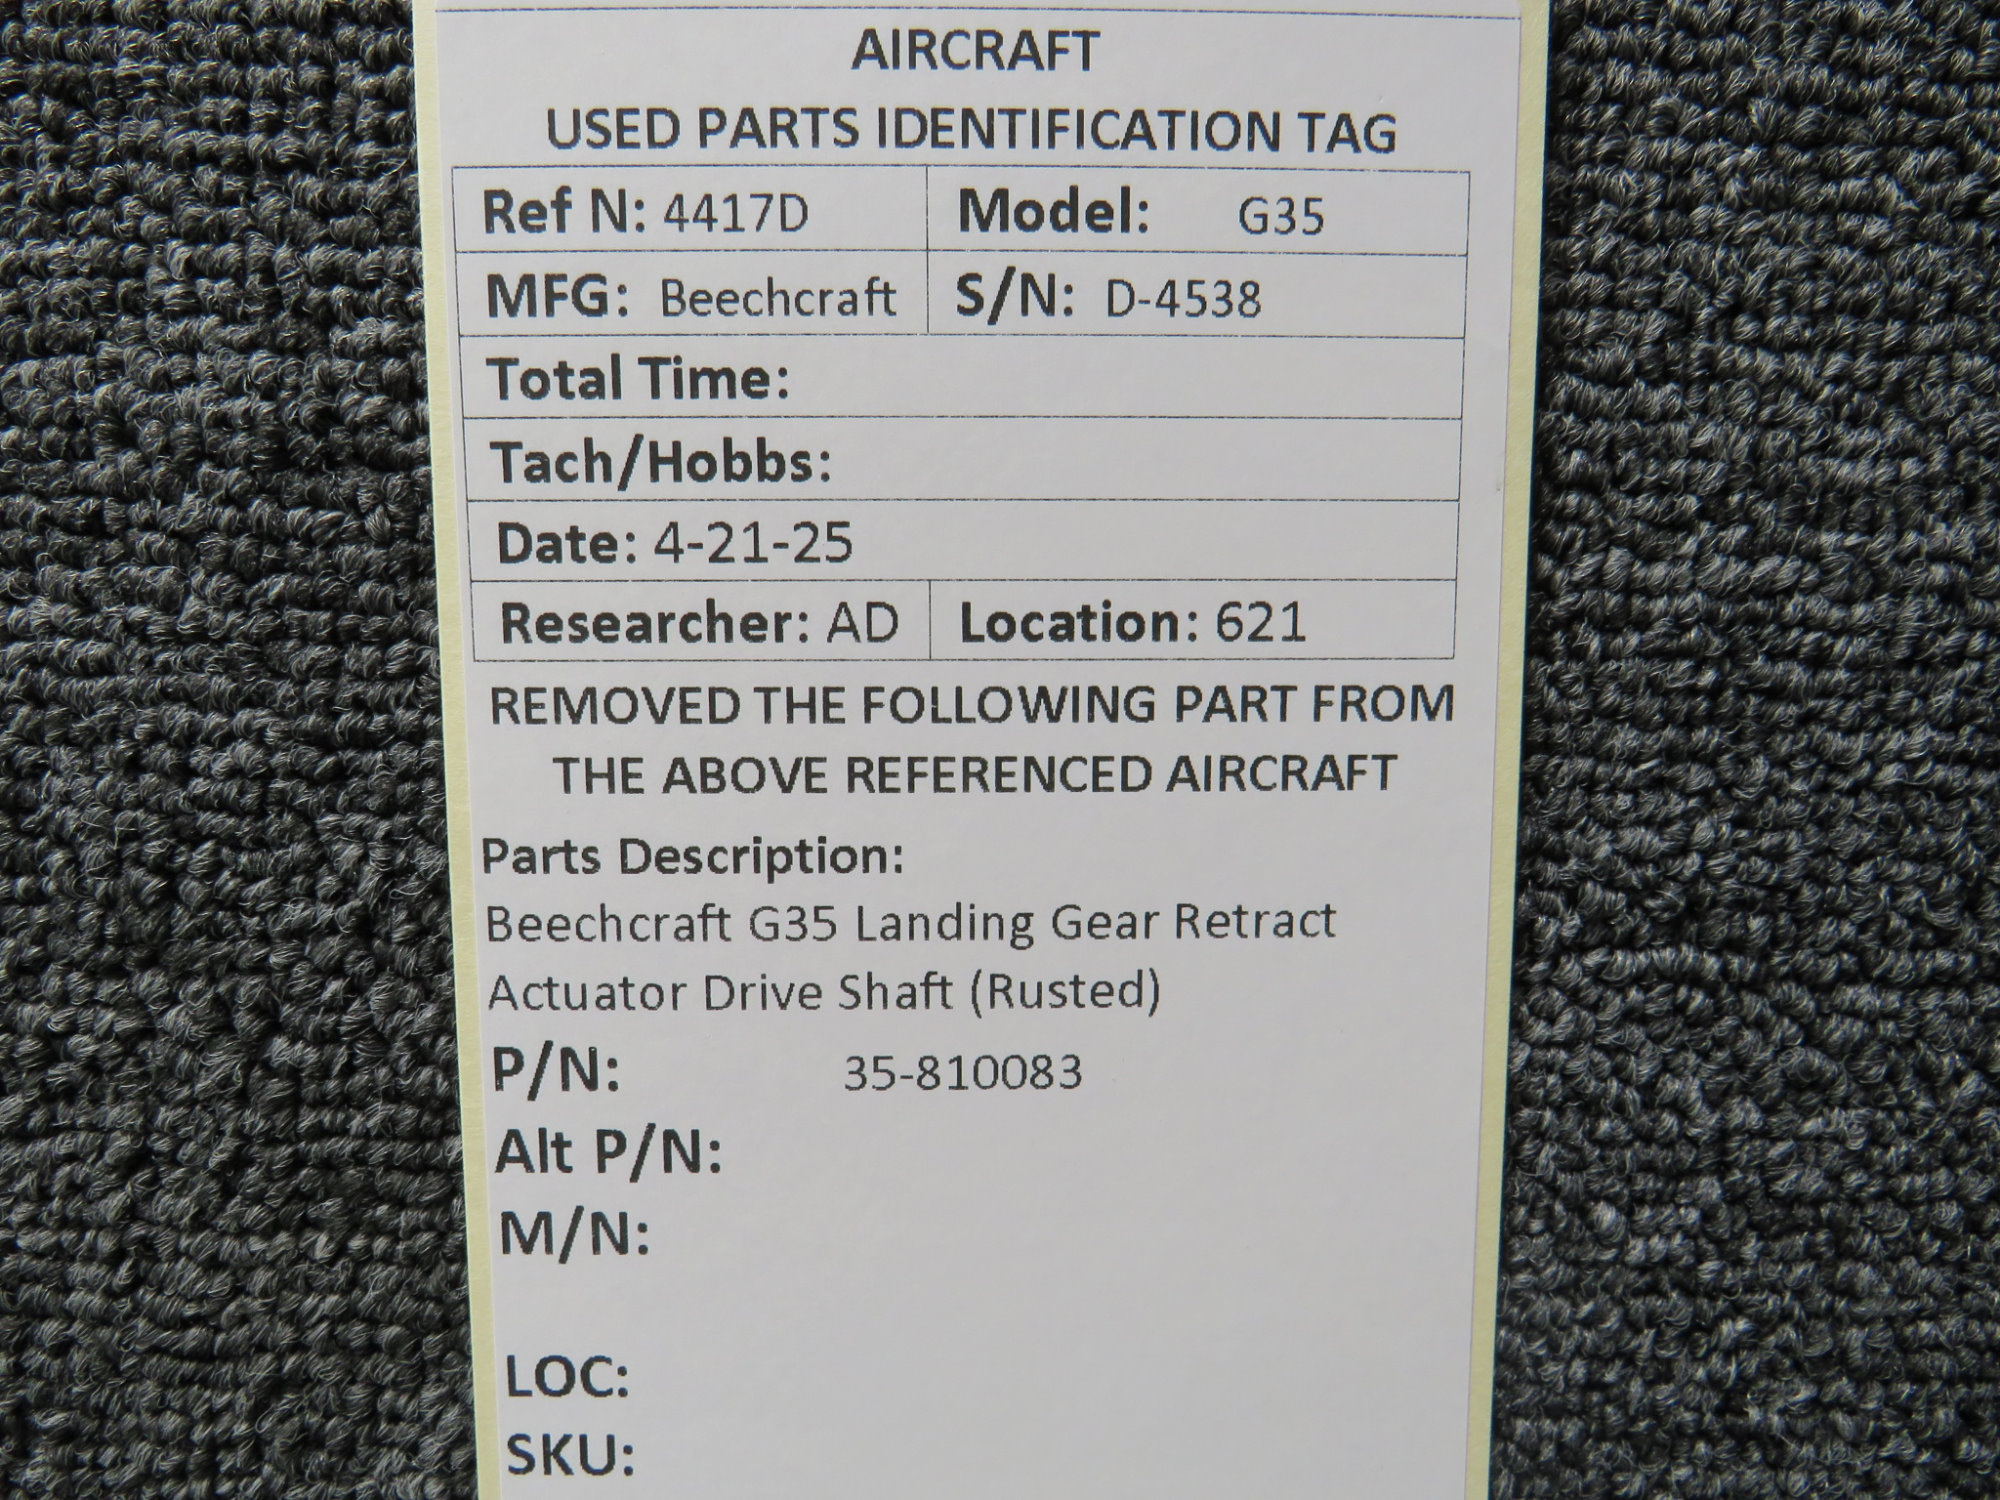 AIRCRAFT
USED PARTS IDENTIFICATION TAG
Ref N: 4417D Model: G35
MFG: Beechcraft S/N: D-4538
Total Time:
Tach/Hobbs:
Date: 4-21-25
Researcher: AD Location: 621
REMOVED THE FOLLOWING PART FROM
THE ABOVE REFERENCED AIRCRAFT
Parts Description:
Beechcraft G35 Landing Gear Retract
Actuator Drive Shaft (Rusted)
P/N: 35-810083
Alt P/N:
M/N:
LOC:
SKU: